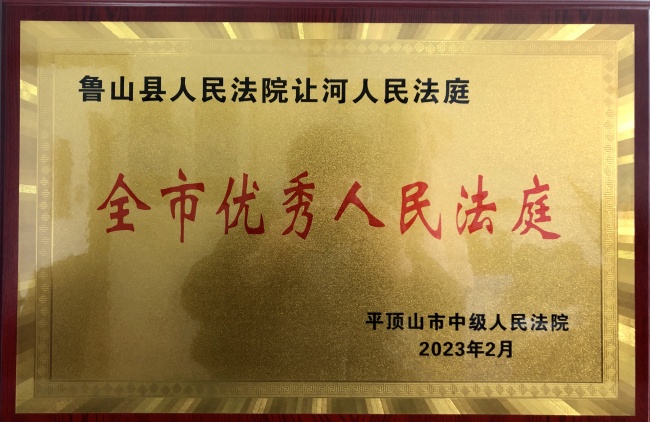 鲁山县人民法院让河人民法庭
全市优秀人民法庭
平顶山市中级人民法院
2023年2月